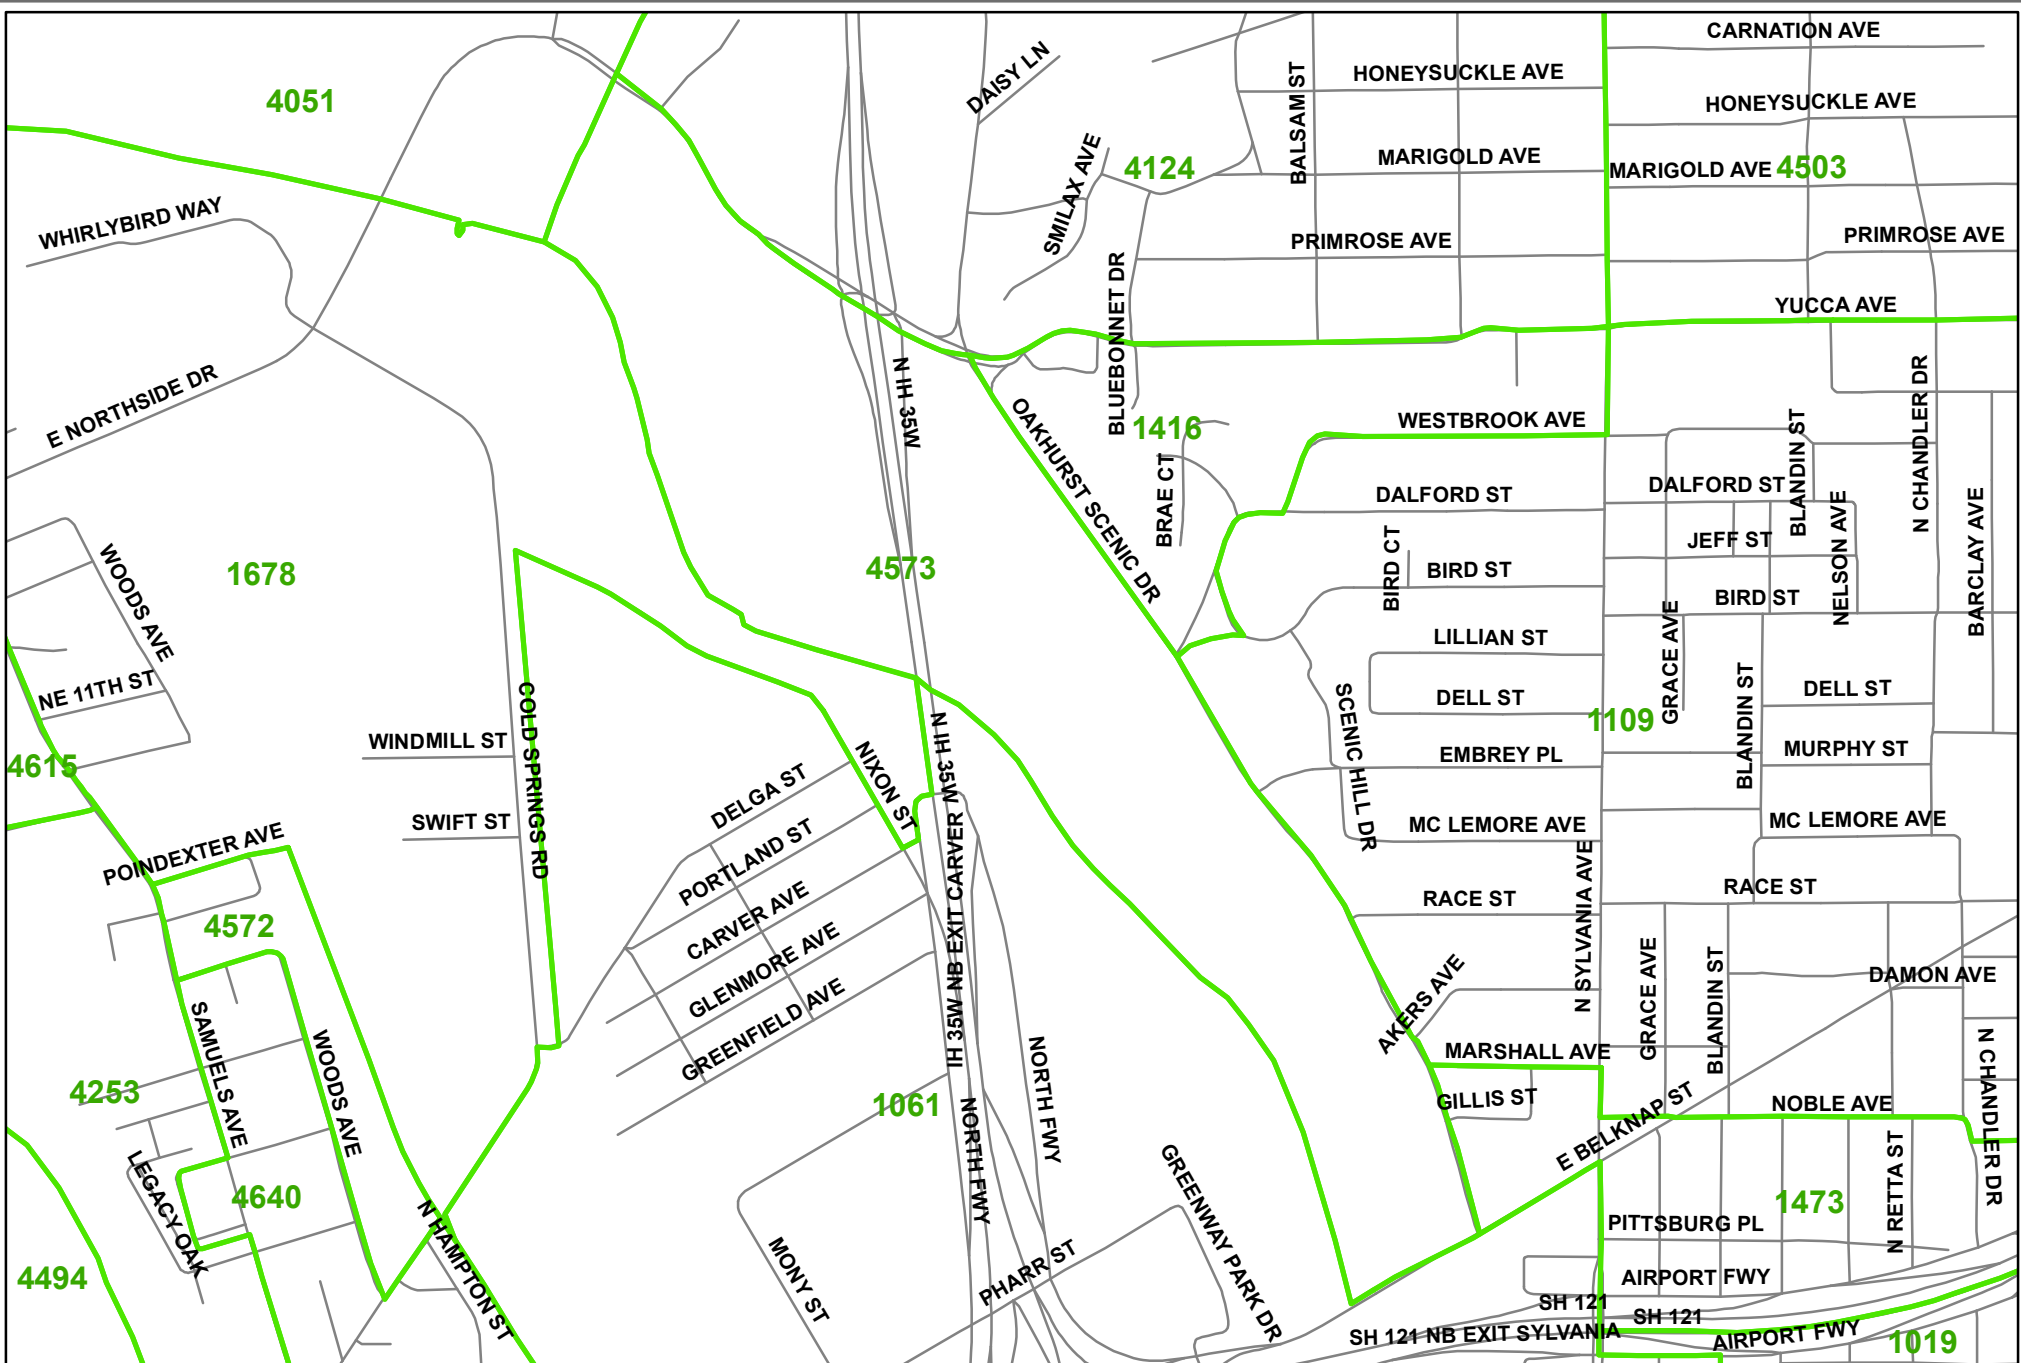 CARNATION AVE
DAISY LN
HONEYSUCKLE AVE
BALSAM ST
4051
HONEYSUCKLE AVE
SMILAX AVE
4124
MARIGOLD AVE
MARIGOLD AVE
4503
WHIRLYBIRD WAY
PRIMROSE AVE
PRIMROSE AVE
BLUEBONNET DR
YUCCA AVE
E NORTHSIDE DR
N IH 35W
OAKHURST SCENIC DR
1416
WESTBROOK AVE
BLANDIN ST
N CHANDLER DR
BRAE CT
DALFORD ST
DALFORD ST
NELSON AVE
BARCLAY AVE
WOODS AVE
1678
4573
BIRD CT
BIRD ST
JEFF ST
BIRD ST
LILLIAN ST
GRACE AVE
NE 11TH ST
COLD SPRINGS RD
SCENIC HILL DR
DELL ST
1109
BLANDIN ST
DELL ST
4615
WINDMILL ST
NIXON ST
N IH 35W
EMBREY PL
MURPHY ST
DELGA ST
SWIFT ST
POINDEXTER AVE
PORTLAND ST
MC LEMORE AVE
MC LEMORE AVE
IH 35W NB EXIT CARVER
N SYLVANIA AVE
CARVER AVE
RACE ST
RACE ST
4572
GLENMORE AVE
GREENFIELD AVE
AKERS AVE
GRACE AVE
BLANDIN ST
DAMON AVE
SAMUELS AVE
WOODS AVE
NORTH FWY
MARSHALL AVE
N CHANDLER DR
4253
1061
GILLIS ST
NOBLE AVE
NORTH FWY
E BELKNAP ST
LEGACY OAK
4640
N HAMPTON ST
GREENWAY PARK DR
1473
N RETTA ST
PITTSBURG PL
4494
MONY ST
PHARR ST
AIRPORT FWY
SH 121
SH 121
SH 121 NB EXIT SYLVANIA
AIRPORT FWY
1019